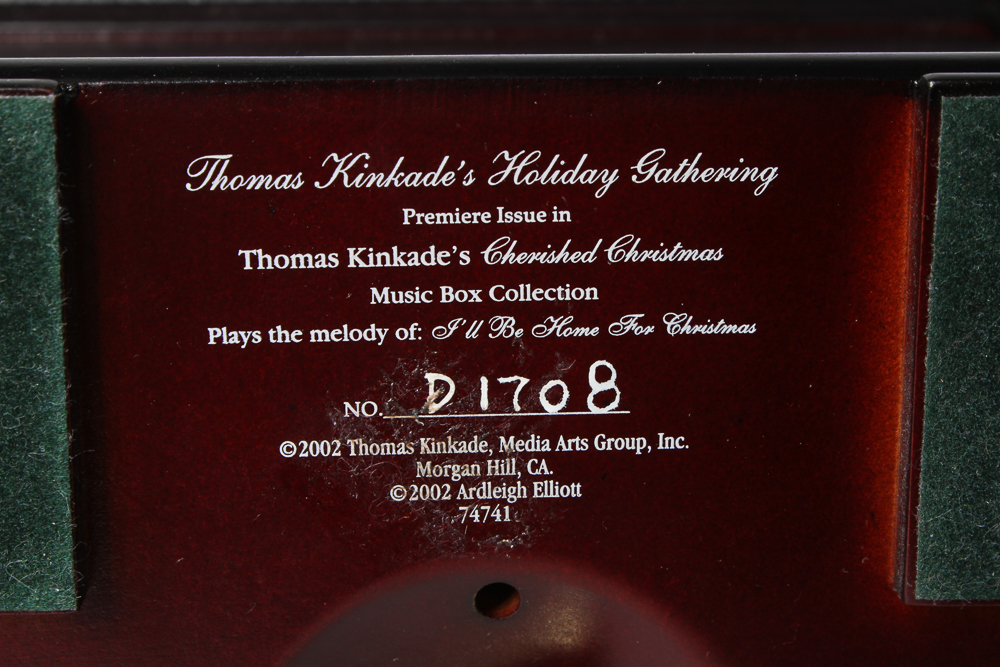 Thomas Kinkade's Holiday Gathering
Premiere Issue in
Thomas Kinkade's Cherished Christmas
Music Box Collection
Plays the melody of: I'll Be Home For Christmas
NO. D1708
©2002 Thomas Kinkade, Media Arts Group, Inc.
Morgan Hill, CA.
©2002 Ardleigh Elliott
74741